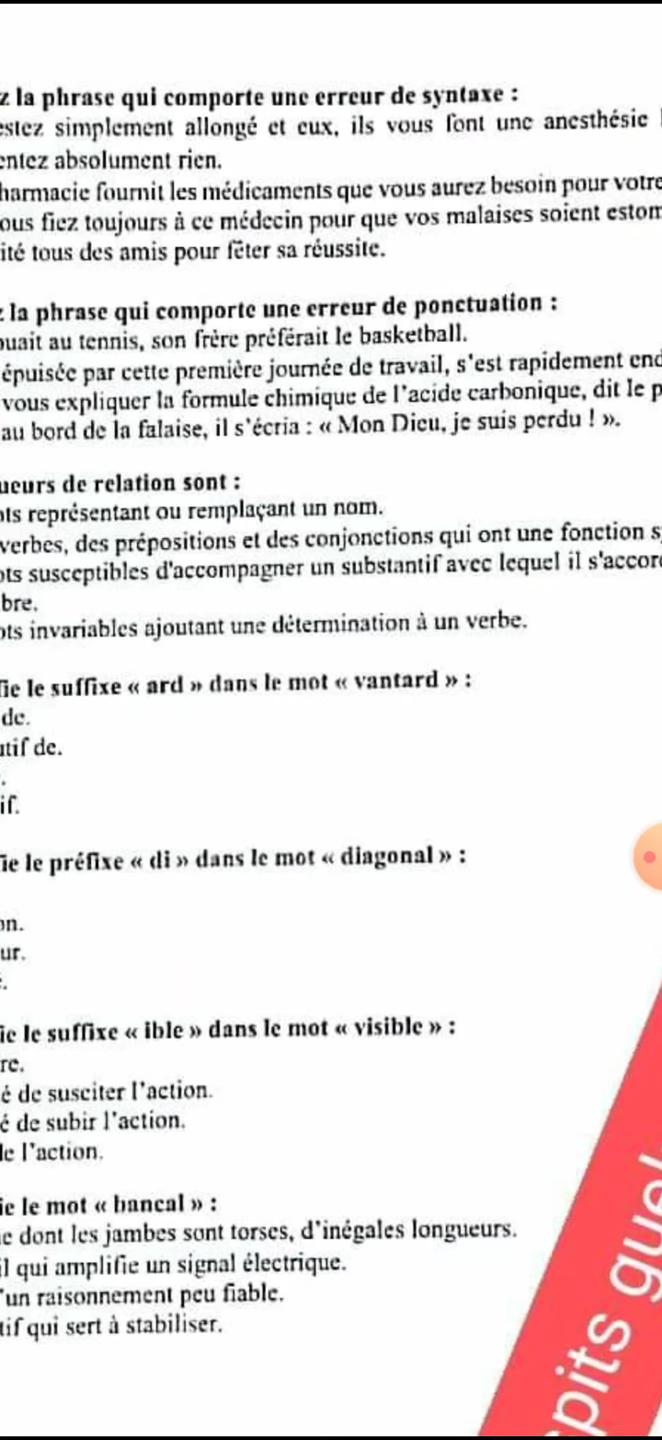 z la phrase qui comporte une erreur de syntaxe :
estez simplement allongé et eux, ils vous font une anesthésie
entez absolument rien.
harmacie fournit les médicaments que vous aurez besoin pour votre
ous fiez toujours à ce médecin pour que vos malaises soient estom
ité tous des amis pour fêter sa réussite.
z la phrase qui comporte une erreur de ponctuation :
ouait au tennis, son frère préférait le basketball.
épuisée par cette première journée de travail, s'est rapidement end
vous expliquer la formule chimique de l'acide carbonique, dit le p
au bord de la falaise, il s'écria : « Mon Dieu, je suis perdu ! ».
ueurs de relation sont :
ots représentant ou remplaçant un nom.
verbes, des prépositions et des conjonctions qui ont une fonction s
ots susceptibles d'accompagner un substantif avec lequel il s'accor
bre.
ots invariables ajoutant une détermination à un verbe.
fie le suffixe « ard » dans le mot « vantard » :
de.
utif de.
.
if.
ie le préfixe « di » dans le mot « diagonal » :
on.
ur.
.
ie le suffixe « ible » dans le mot « visible » :
re.
é de susciter l'action.
é de subir l'action.
le l'action.
ie le mot « bancal » :
e dont les jambes sont torses, d'inégales longueurs.
il qui amplifie un signal électrique.
'un raisonnement peu fiable.
tif qui sert à stabiliser.
pits guel